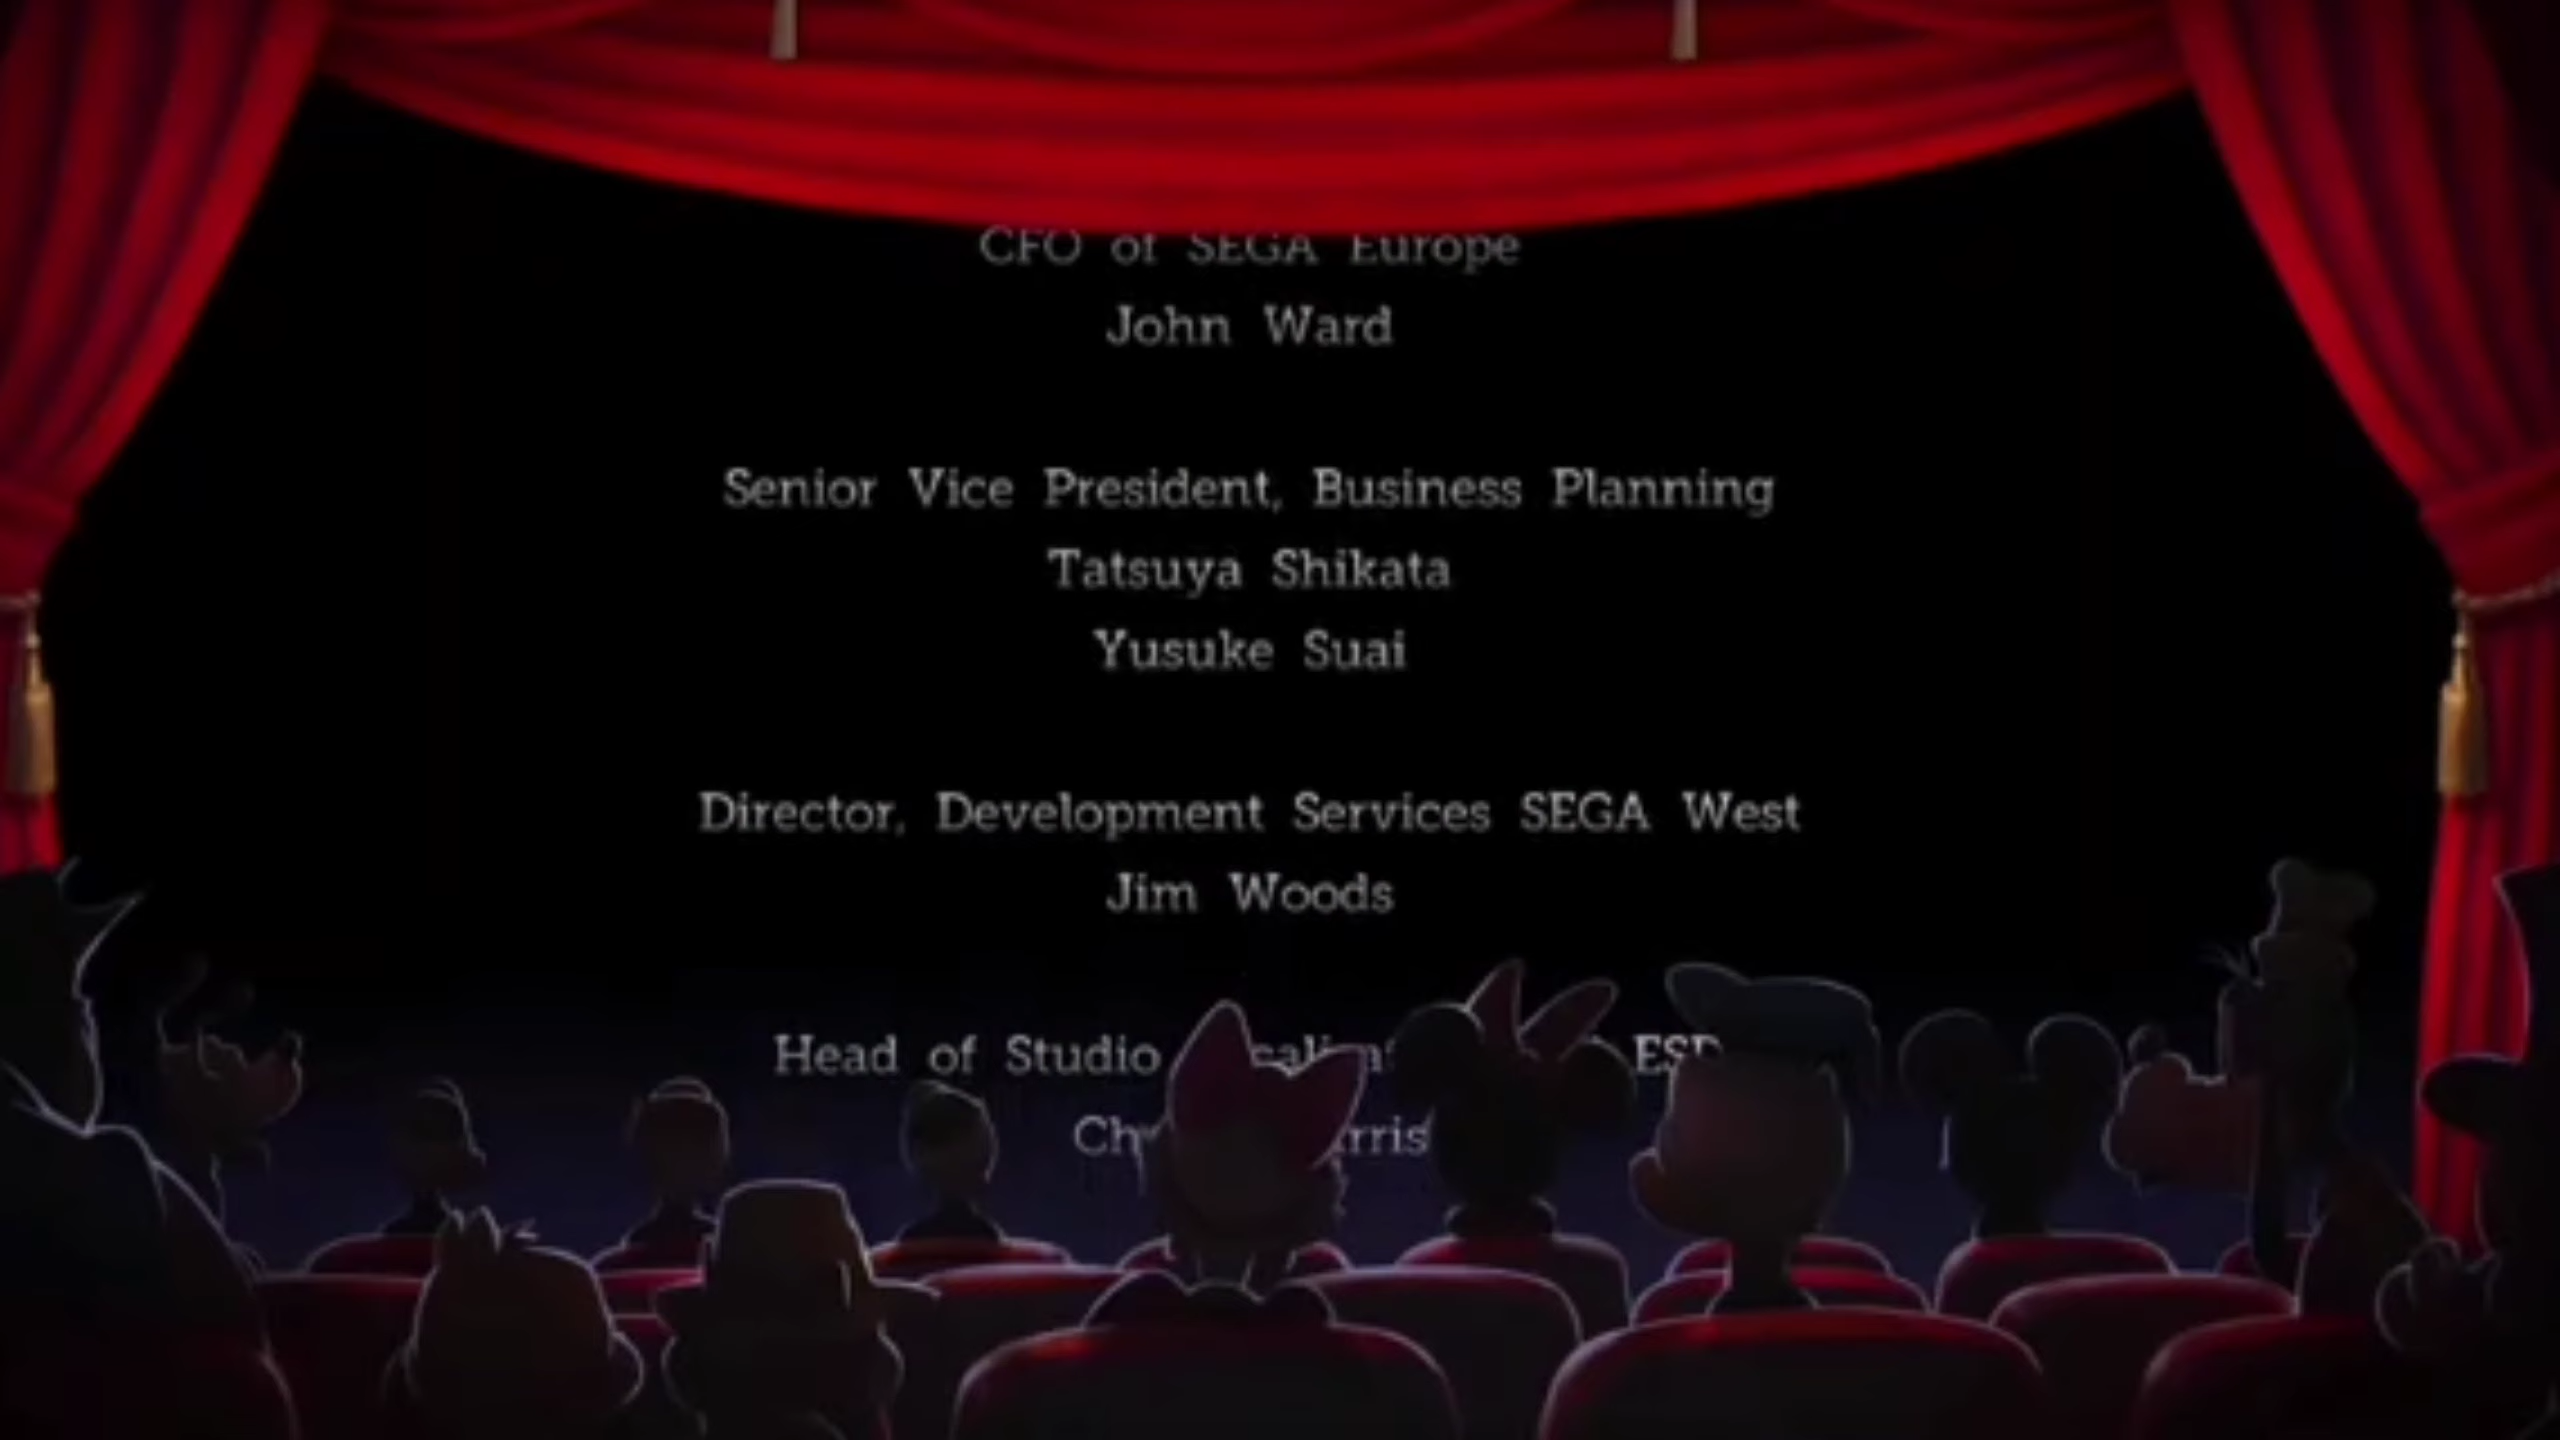 CFO of SEGA Europe
John Ward
Senior Vice President, Business Planning
Tatsuya Shikata
Yusuke Suai
Director, Development Services SEGA West
Jim Woods
Head of Studio